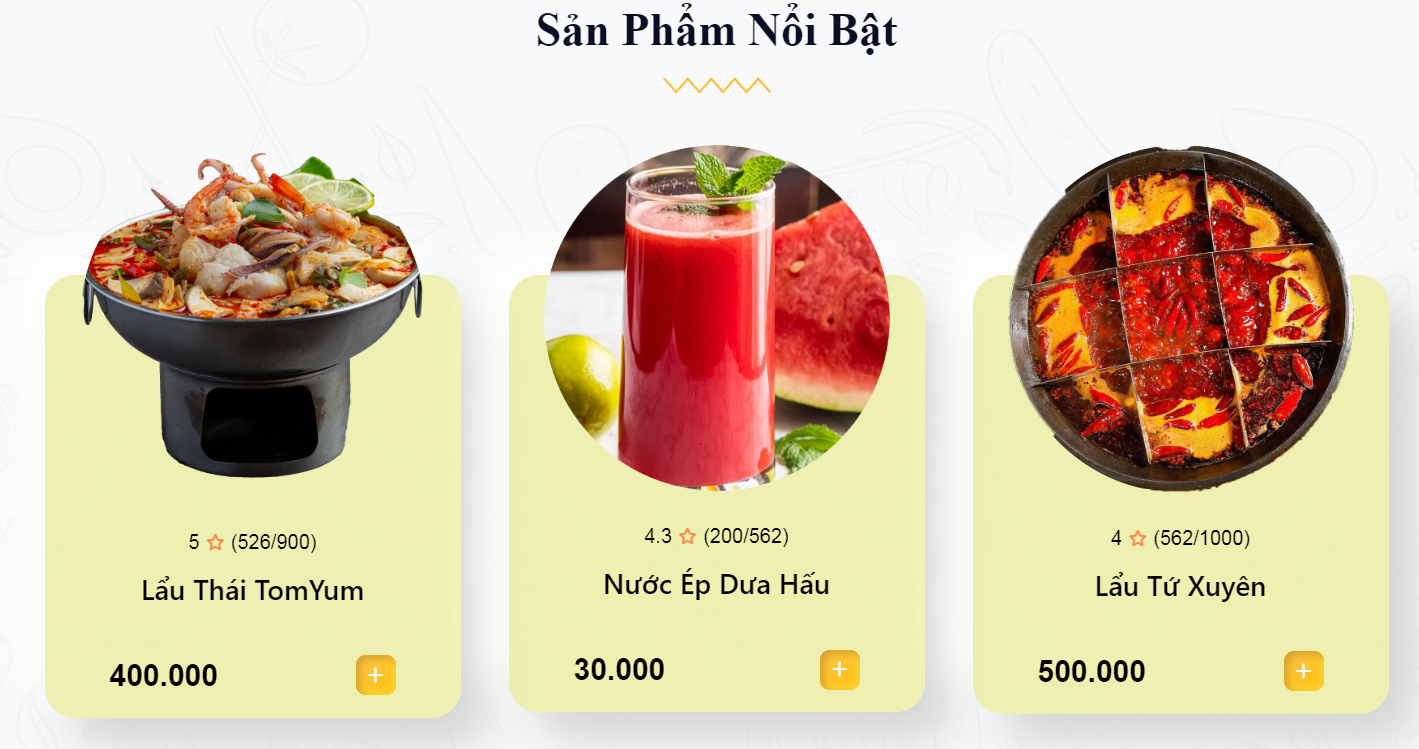 Sản Phẩm Nổi Bật
5 ☆ (526/900)
Lẩu Thái TomYum
400.000 +
4.3 ☆ (200/562)
Nước Ép Dưa Hấu
30.000 +
4 ☆ (562/1000)
Lẩu Tứ Xuyên
500.000 +